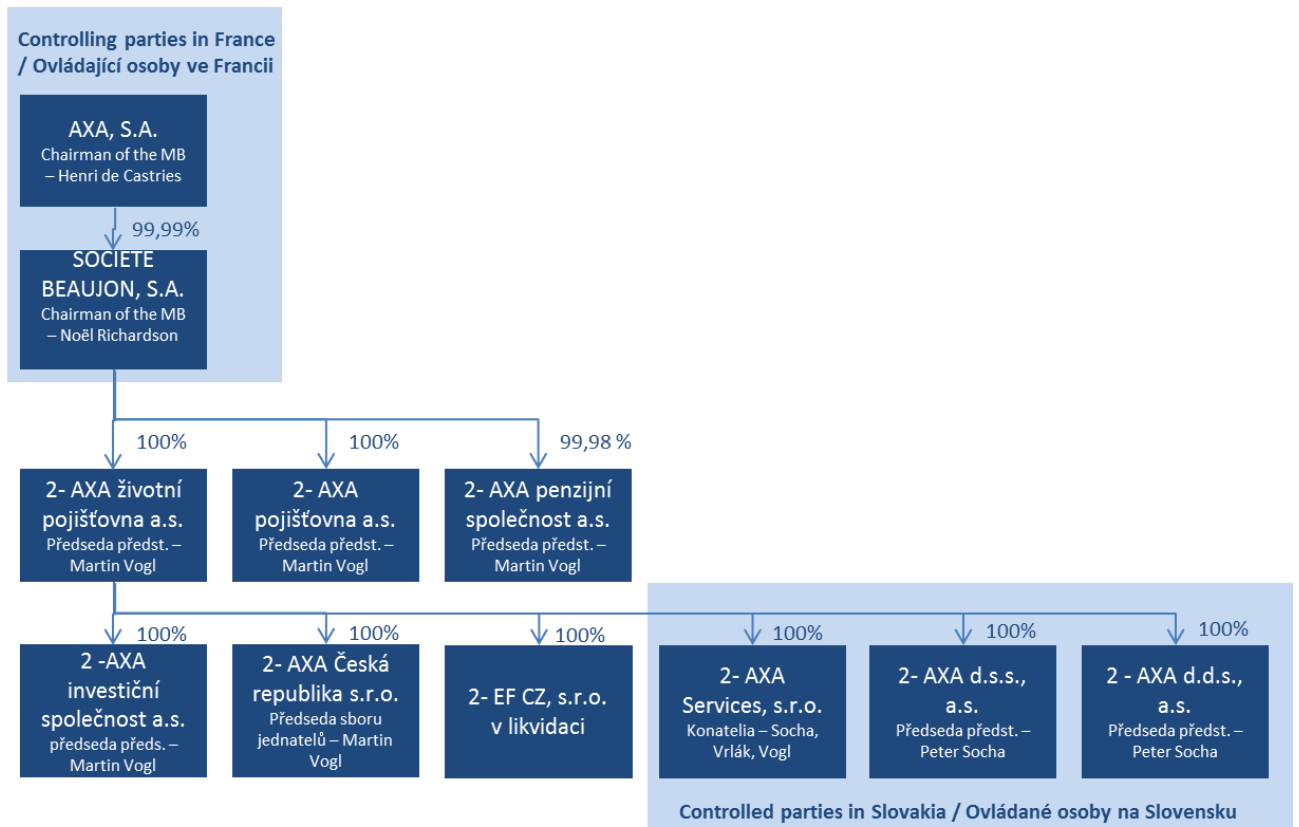 Controlling parties in France
/ Ovládající osoby ve Francii
AXA, S.A.
Chairman of the MB
– Henri de Castries
99,99%
SOCIETE
BEAUJON, S.A.
Chairman of the MB
– Noël Richardson
100%
100%
99,98 %
2- AXA životní
pojišťovna a.s.
Předseda předst. –
Martin Vogl
2- AXA
pojišťovna a.s.
Předseda předst. –
Martin Vogl
2- AXA penzijní
společnost a.s.
Předseda předst. –
Martin Vogl
100%
100%
100%
100%
100%
100%
2 -AXA
investiční
společnost a.s.
předseda předs. –
Martin Vogl
2- AXA Česká
republika s.r.o.
Předseda sboru
jednatelů – Martin
Vogl
2- EF CZ, s.r.o.
v likvidaci
2- AXA
Services, s.r.o.
Konatelia – Socha,
Vrlák, Vogl
2- AXA d.s.s.,
a.s.
Předseda předst. –
Peter Socha
2 - AXA d.d.s.,
a.s.
Předseda předst. –
Peter Socha
Controlled parties in Slovakia / Ovládané osoby na Slovensku